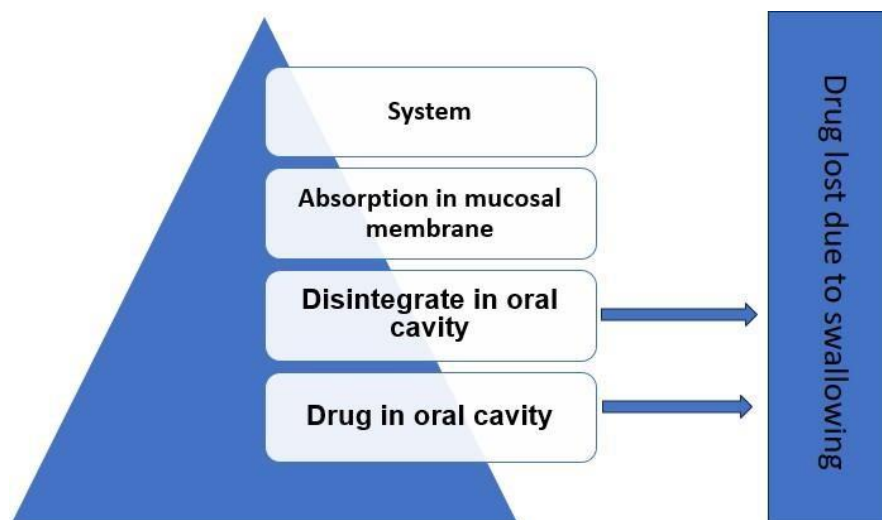 System
Absorption in mucosal
membrane
Disintegrate in oral
cavity
Drug in oral cavity
Drug lost due to swallowing